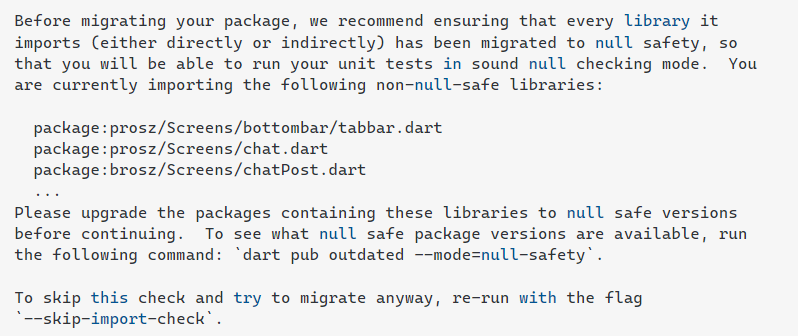 Before migrating your package, we recommend ensuring that every library it
imports (either directly or indirectly) has been migrated to null safety, so
that you will be able to run your unit tests in sound null checking mode.  You
are currently importing the following non-null-safe libraries:

  package:prosz/Screens/bottombar/tabbar.dart
  package:prosz/Screens/chat.dart
  package:brosz/Screens/chatPost.dart
  ...
Please upgrade the packages containing these libraries to null safe versions
before continuing.  To see what null safe package versions are available, run
the following command: `dart pub outdated --mode=null-safety`.

To skip this check and try to migrate anyway, re-run with the flag
`--skip-import-check`.